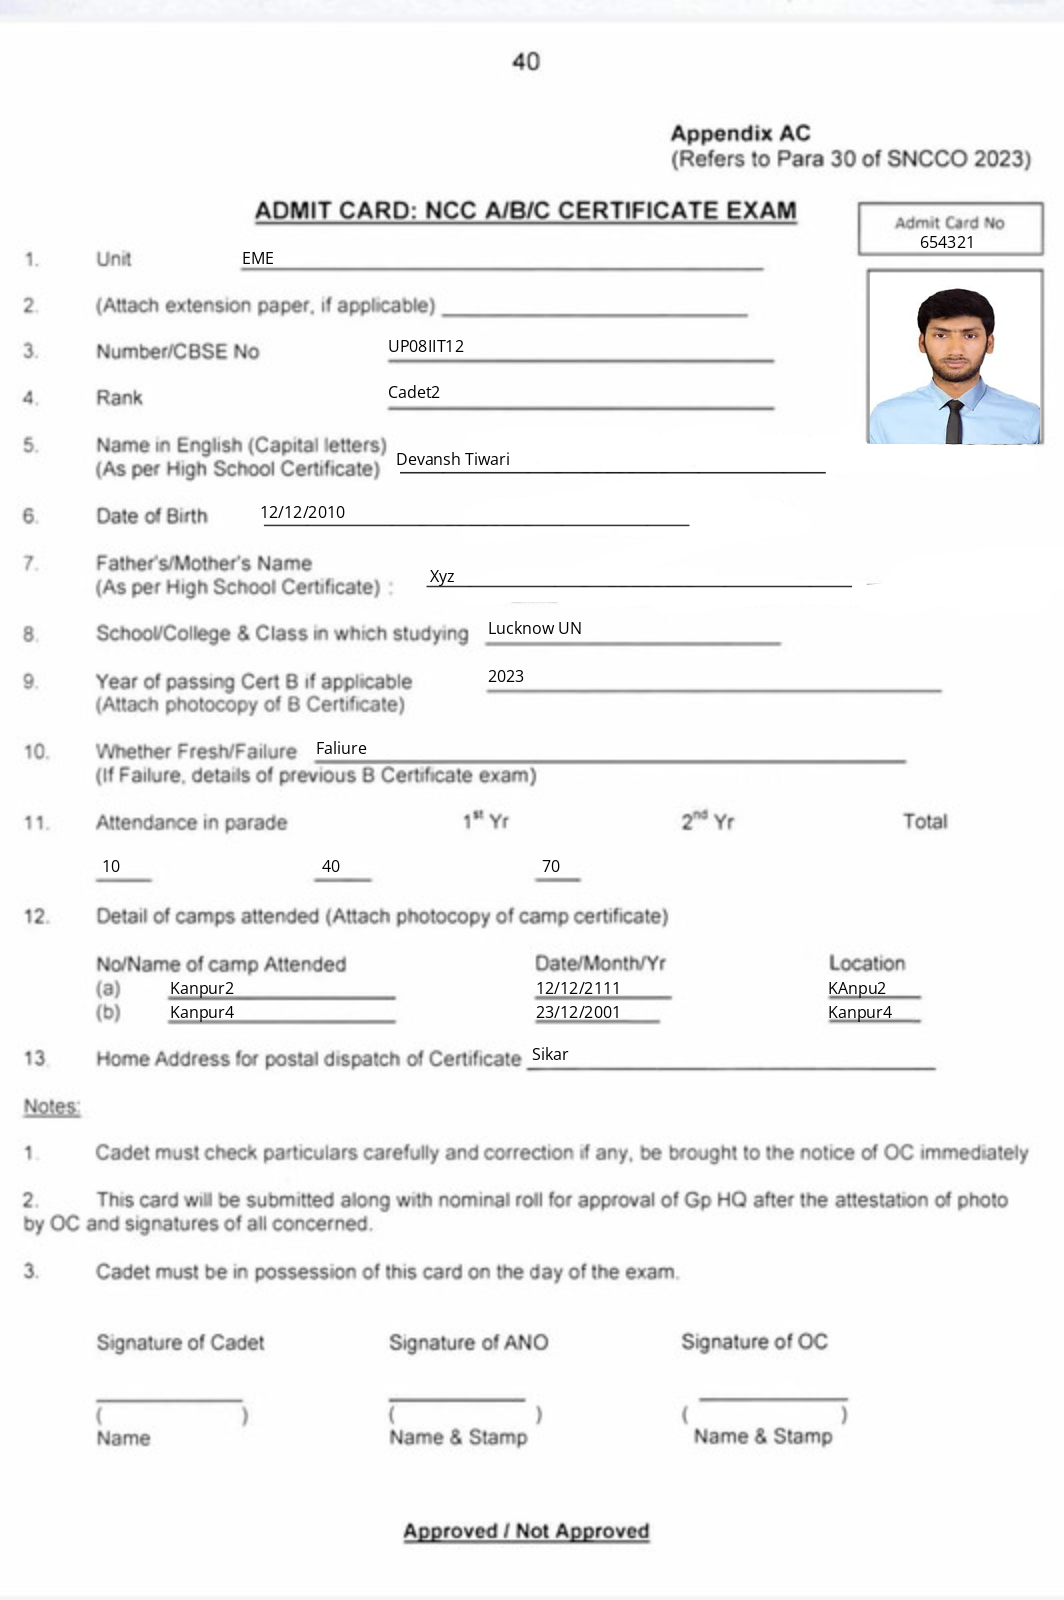 40
Appendix AC
(Refers to Para 30 of SNCCO 2023)
ADMIT CARD: NCC A/B/C CERTIFICATE EXAM
Admit Card No
654321
1. Unit EME
2. (Attach extension paper, if applicable)
3. Number/CBSE No UP08IIT12
4. Rank Cadet2
5. Name in English (Capital letters)
(As per High School Certificate) Devansh Tiwari
6. Date of Birth 12/12/2010
7. Father's/Mother's Name
(As per High School Certificate) : Xyz
8. School/College & Class in which studying Lucknow UN
9. Year of passing Cert B if applicable 2023
(Attach photocopy of B Certificate)
10. Whether Fresh/Failure Faliure
(If Failure, details of previous B Certificate exam)
11. Attendance in parade 1st Yr 2nd Yr Total
10 40 70
12. Detail of camps attended (Attach photocopy of camp certificate)
No/Name of camp Attended Date/Month/Yr Location
(a) Kanpur2 12/12/2111 KAnpu2
(b) Kanpur4 23/12/2001 Kanpur4
13. Home Address for postal dispatch of Certificate Sikar
Notes:
1. Cadet must check particulars carefully and correction if any, be brought to the notice of OC immediately
2. This card will be submitted along with nominal roll for approval of Gp HQ after the attestation of photo
by OC and signatures of all concerned.
3. Cadet must be in possession of this card on the day of the exam.
Signature of Cadet Signature of ANO Signature of OC
( ) ( ) ( )
Name Name & Stamp Name & Stamp
Approved / Not Approved